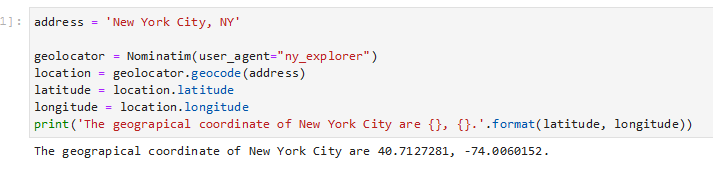 1]: address = 'New York City, NY'
geolocator = Nominatim(user_agent="ny_explorer")
location = geolocator.geocode(address)
latitude = location.latitude
longitude = location.longitude
print('The geograpical coordinate of New York City are {}, {}.'.format(latitude, longitude))
The geograpical coordinate of New York City are 40.7127281, -74.0060152.